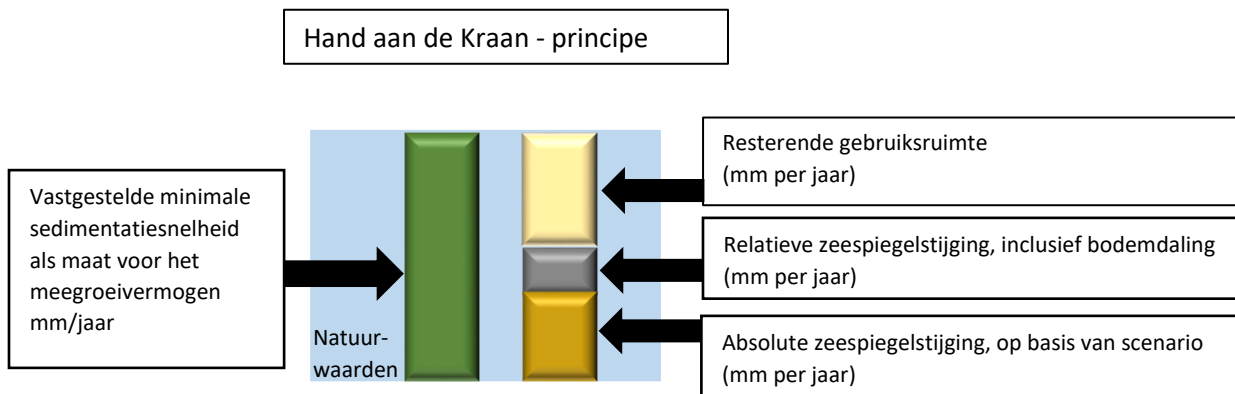 Hand aan de Kraan - principe
Vastgestelde minimale
sedimentatiesnelheid
als maat voor het
meegroeivermogen
mm/jaar
Natuur-
waarden
Resterende gebruiksruimte
(mm per jaar)
Relatieve zeespiegelstijging, inclusief bodemdaling
(mm per jaar)
Absolute zeespiegelstijging, op basis van scenario
(mm per jaar)